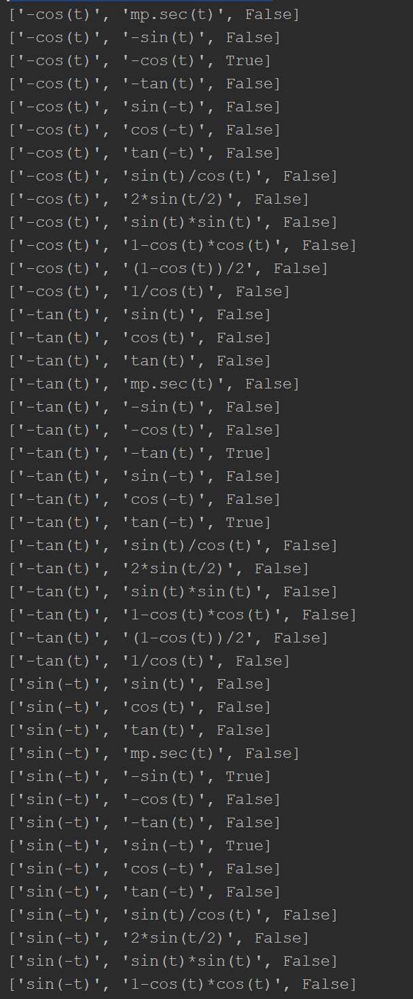 ['-cos(t)', 'mp.sec(t)', False]
['-cos(t)', '-sin(t)', False]
['-cos(t)', '-cos(t)', True]
['-cos(t)', '-tan(t)', False]
['-cos(t)', 'sin(-t)', False]
['-cos(t)', 'cos(-t)', False]
['-cos(t)', 'tan(-t)', False]
['-cos(t)', 'sin(t)/cos(t)', False]
['-cos(t)', '2*sin(t/2)', False]
['-cos(t)', 'sin(t)*sin(t)', False]
['-cos(t)', '1-cos(t)*cos(t)', False]
['-cos(t)', '(1-cos(t))/2', False]
['-cos(t)', '1/cos(t)', False]
['-tan(t)', 'sin(t)', False]
['-tan(t)', 'cos(t)', False]
['-tan(t)', 'tan(t)', False]
['-tan(t)', 'mp.sec(t)', False]
['-tan(t)', '-sin(t)', False]
['-tan(t)', '-cos(t)', False]
['-tan(t)', '-tan(t)', True]
['-tan(t)', 'sin(-t)', False]
['-tan(t)', 'cos(-t)', False]
['-tan(t)', 'tan(-t)', True]
['-tan(t)', 'sin(t)/cos(t)', False]
['-tan(t)', '2*sin(t/2)', False]
['-tan(t)', 'sin(t)*sin(t)', False]
['-tan(t)', '1-cos(t)*cos(t)', False]
['-tan(t)', '(1-cos(t))/2', False]
['-tan(t)', '1/cos(t)', False]
['sin(-t)', 'sin(t)', False]
['sin(-t)', 'cos(t)', False]
['sin(-t)', 'tan(t)', False]
['sin(-t)', 'mp.sec(t)', False]
['sin(-t)', '-sin(t)', True]
['sin(-t)', '-cos(t)', False]
['sin(-t)', '-tan(t)', False]
['sin(-t)', 'sin(-t)', True]
['sin(-t)', 'cos(-t)', False]
['sin(-t)', 'tan(-t)', False]
['sin(-t)', 'sin(t)/cos(t)', False]
['sin(-t)', '2*sin(t/2)', False]
['sin(-t)', 'sin(t)*sin(t)', False]
['sin(-t)', '1-cos(t)*cos(t)', False]